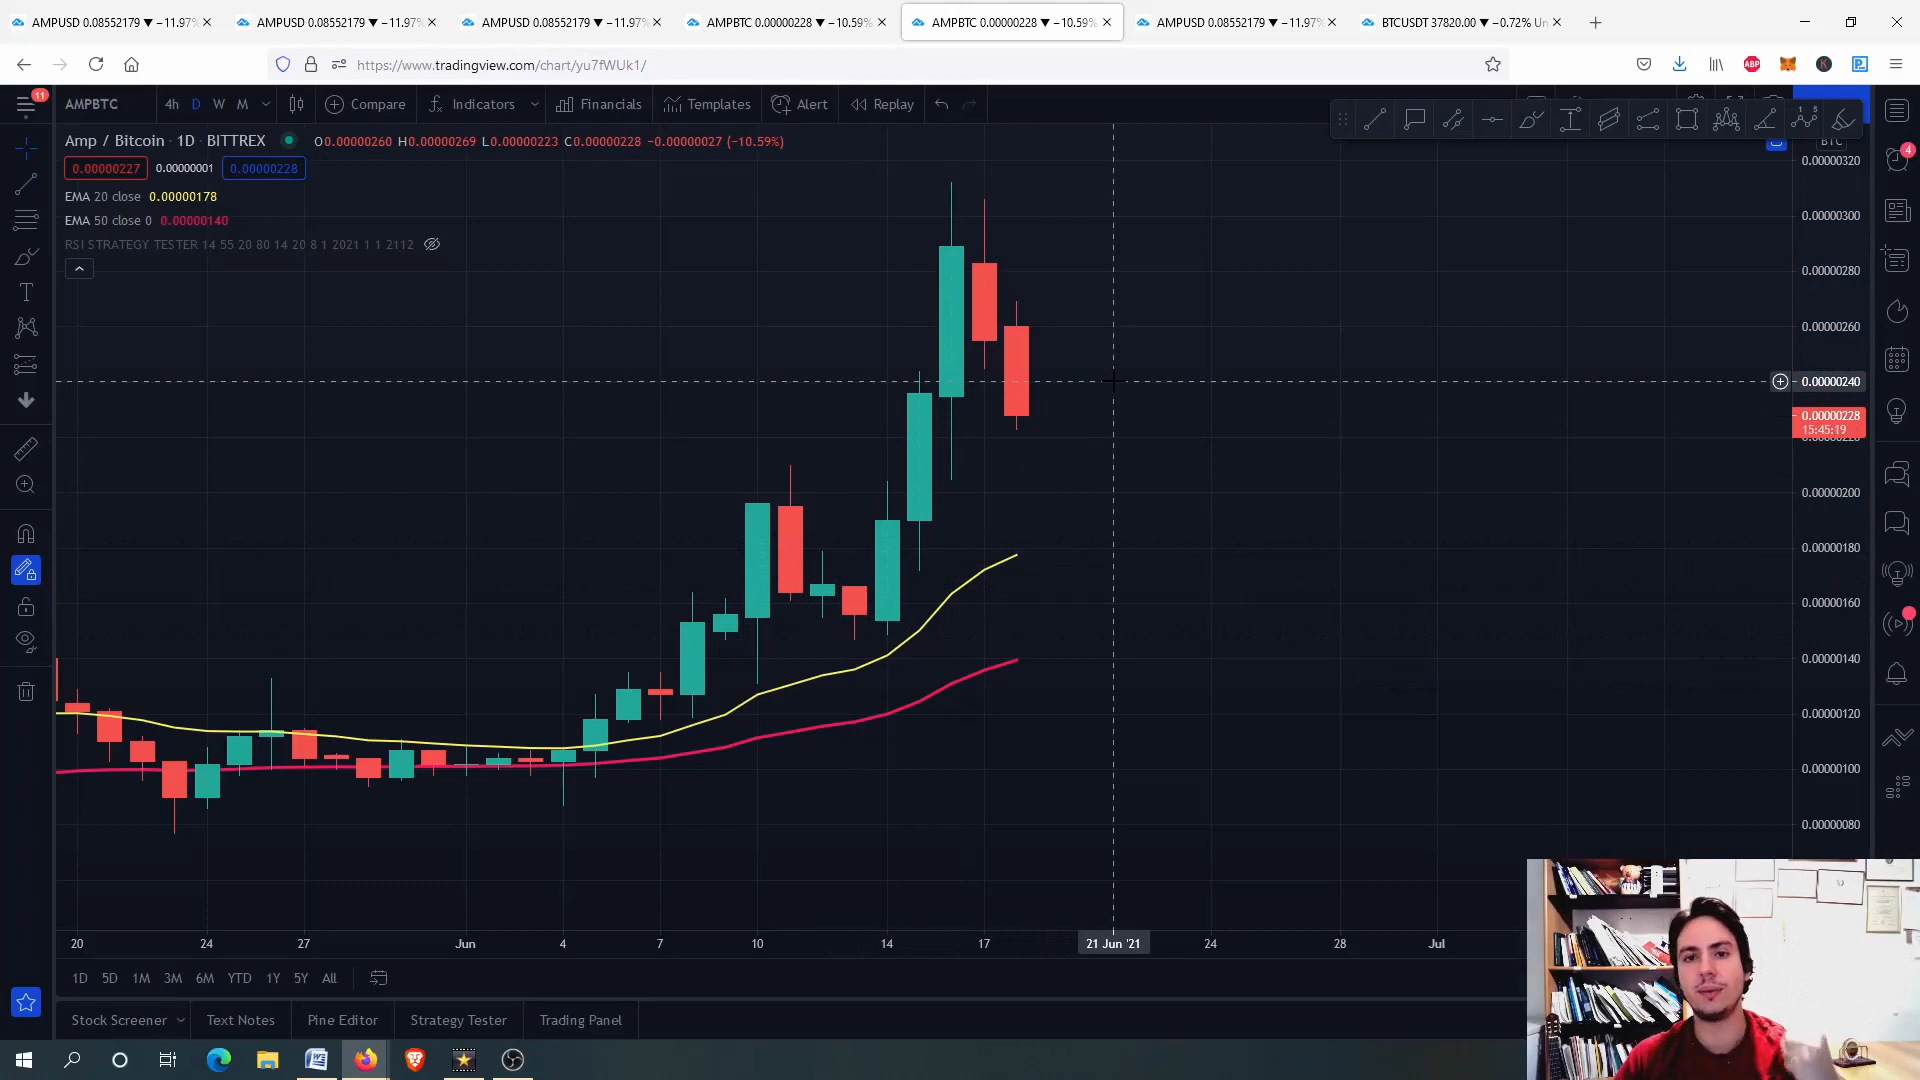 AMPUSD 0.08552179 ▼ −11.97%
AMPUSD 0.08552179 ▼ −11.97%
AMPUSD 0.08552179 ▼ −11.97%
AMPBTC 0.00000228 ▼ −10.59%
AMPBTC 0.00000228 ▼ −10.59%
AMPUSD 0.08552179 ▼ −11.97%
BTCUSDT 37820.00 ▼ −0.72% Un
https://www.tradingview.com/chart/yu7fWUk1/
ABP
K
11
AMPBTC
4h D W M
Compare
Indicators
Financials
Templates
Alert
Replay
Amp / Bitcoin · 1D · BITTREX
O0.00000260 H0.00000269 L0.00000223 C0.00000228 −0.00000027 (−10.59%)
0.00000227 0.00000001 0.00000228
EMA 20 close 0.00000178
EMA 50 close 0 0.00000140
RSI STRATEGY TESTER 14 55 20 80 14 20 8 1 2021 1 1 2112
BTC
4
0.00000320
0.00000300
0.00000280
0.00000260
0.00000240
0.00000228
15:45:19
0.00000220
0.00000200
0.00000180
0.00000160
0.00000140
0.00000120
0.00000100
0.00000080
20 24 27 Jun 4 7 10 14 17 21 Jun '21 24 28 Jul
1D 5D 1M 3M 6M YTD 1Y 5Y All
Stock Screener
Text Notes
Pine Editor
Strategy Tester
Trading Panel